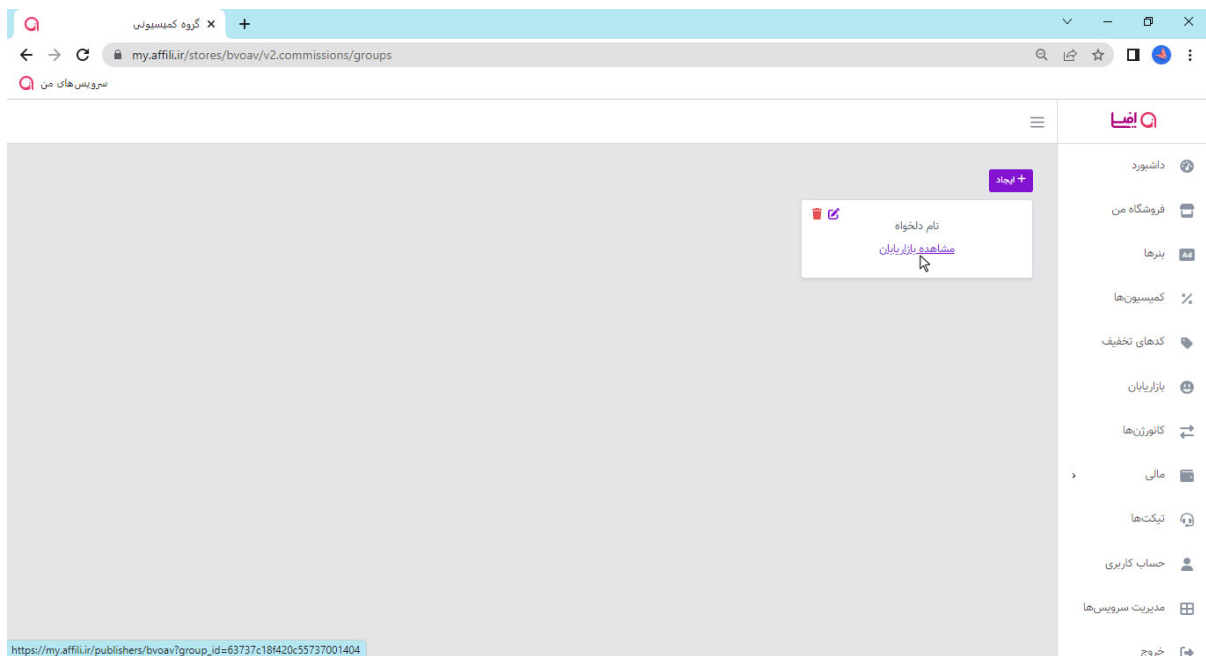 گروه کمیسیونی
my.affili.ir/stores/bvoav/v2.commissions/groups
سرویس‌های من
افیلی
داشبورد
فروشگاه من
Ad
بنرها
کمیسیون‌ها
کدهای تخفیف
بازاریابان
کانورژن‌ها
مالی
تیکت‌ها
حساب کاربری
مدیریت سرویس‌ها
خروج
+ ایجاد
نام دلخواه
مشاهده بازاریابان
https://my.affili.ir/publishers/bvoav?group_id=63737c18f420c55737001404